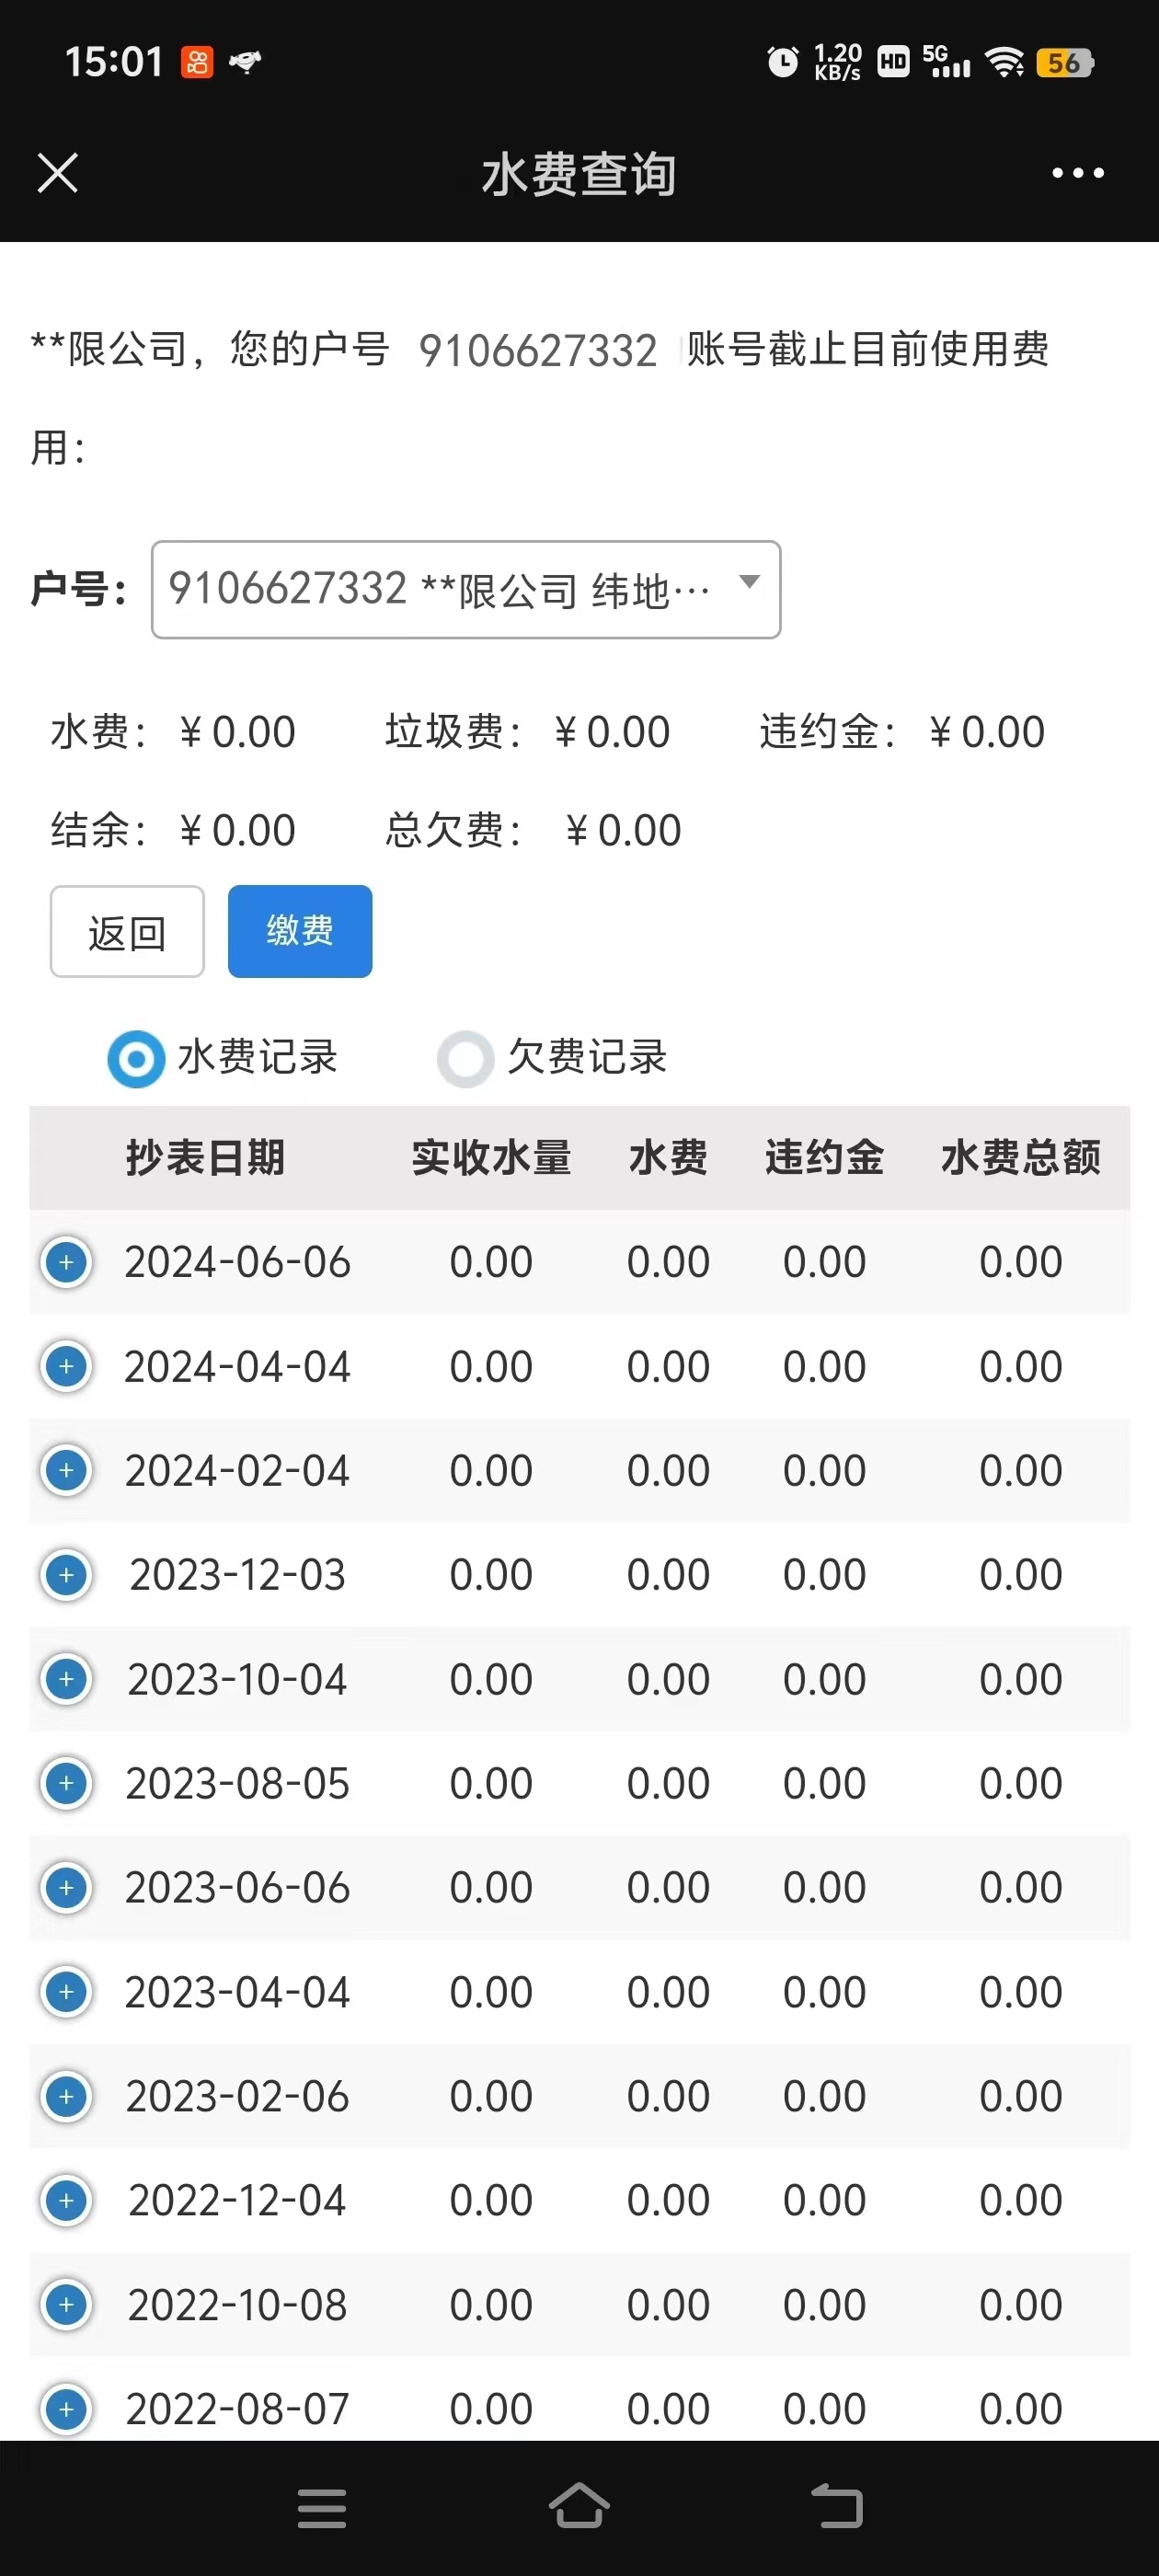 15:01 1.20 KB/s HD 5G 56
水费查询
**限公司，您的户号 9106627332 账号截止目前使用费
用：
户号： 9106627332 **限公司 纬地…
水费： ￥0.00 垃圾费： ￥0.00 违约金： ￥0.00
结余： ￥0.00 总欠费： ￥0.00
返回 缴费
水费记录 欠费记录
抄表日期 实收水量 水费 违约金 水费总额
2024-06-06 0.00 0.00 0.00 0.00
2024-04-04 0.00 0.00 0.00 0.00
2024-02-04 0.00 0.00 0.00 0.00
2023-12-03 0.00 0.00 0.00 0.00
2023-10-04 0.00 0.00 0.00 0.00
2023-08-05 0.00 0.00 0.00 0.00
2023-06-06 0.00 0.00 0.00 0.00
2023-04-04 0.00 0.00 0.00 0.00
2023-02-06 0.00 0.00 0.00 0.00
2022-12-04 0.00 0.00 0.00 0.00
2022-10-08 0.00 0.00 0.00 0.00
2022-08-07 0.00 0.00 0.00 0.00